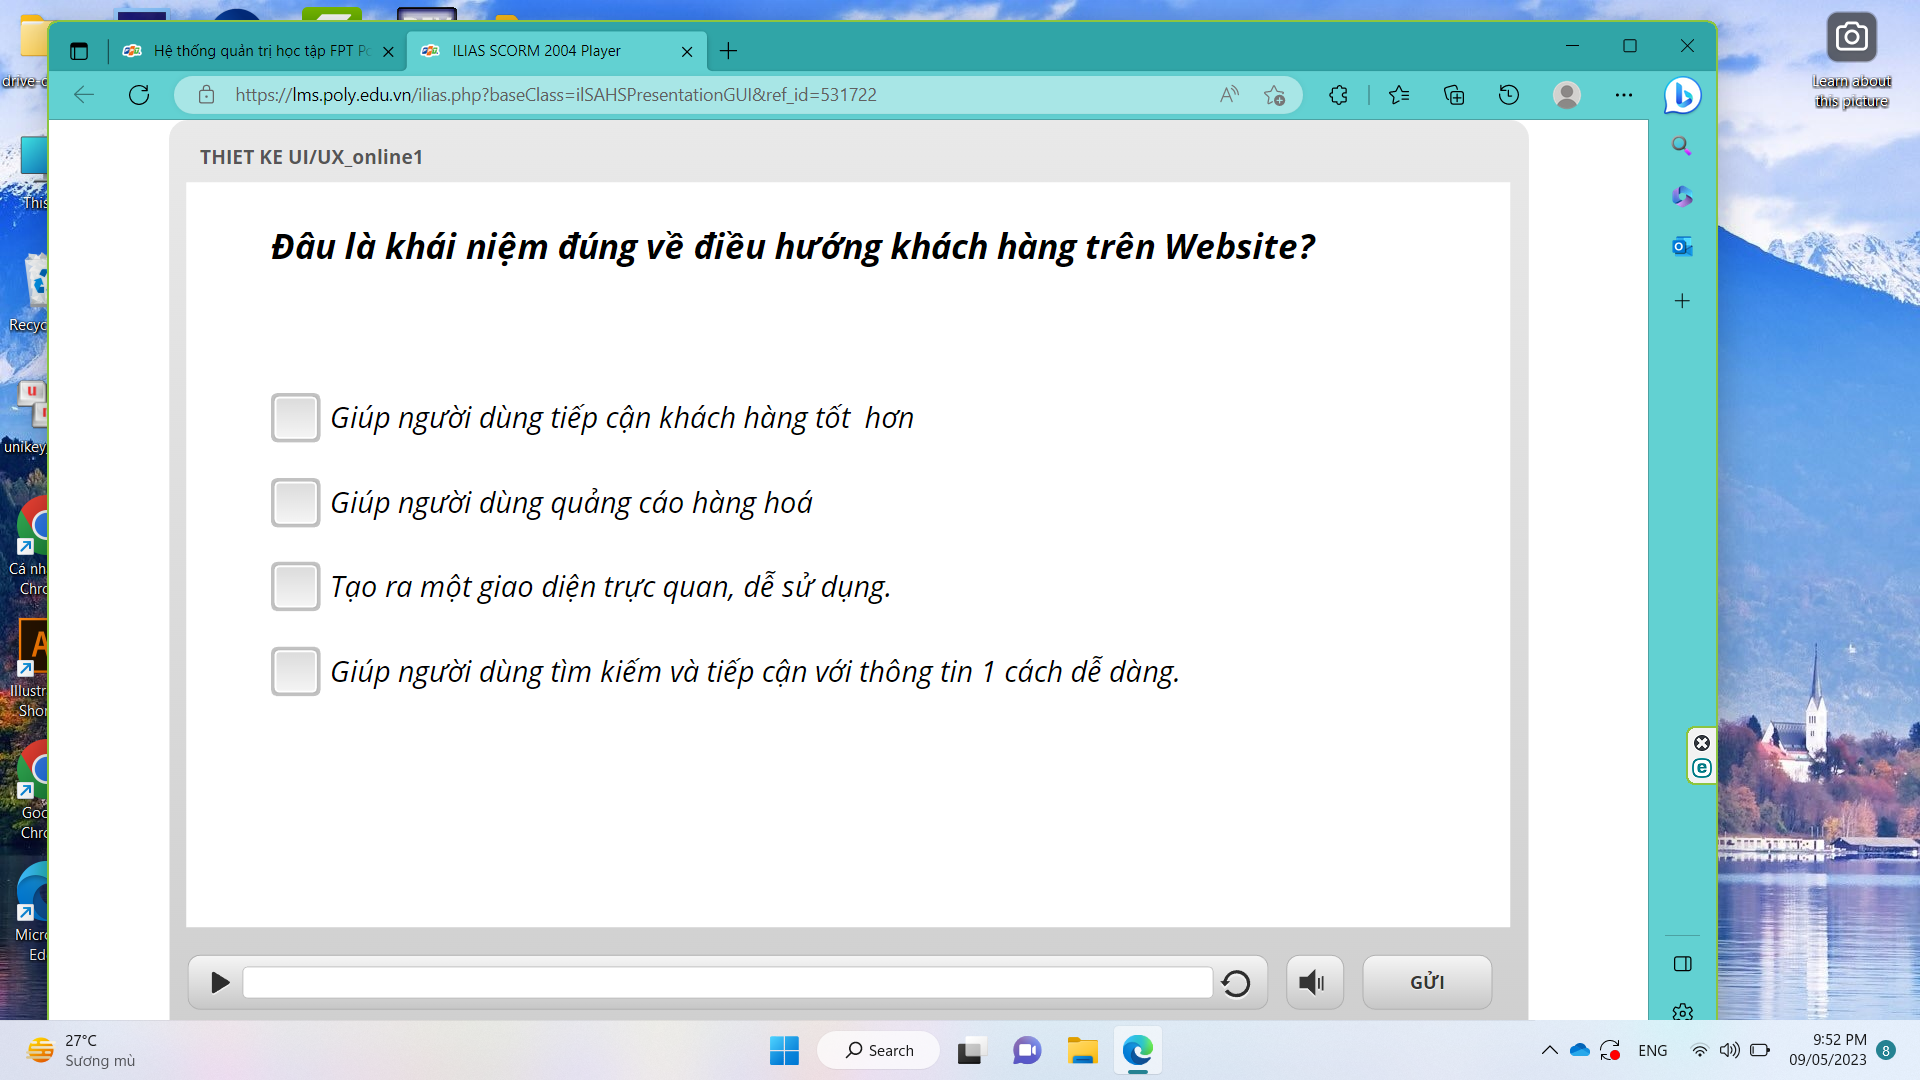 Hệ thống quản trị học tập FPT Po
ILIAS SCORM 2004 Player
https://lms.poly.edu.vn/ilias.php?baseClass=ilSAHSPresentationGUI&ref_id=531722
Learn about
this picture
drive-d
This
Recyc
unikey
Cá nh
Chro
Illustr
Shor
Goo
Chro
Micro
Ed
THIET KE UI/UX_online1
Đâu là khái niệm đúng về điều hướng khách hàng trên Website?
Giúp người dùng tiếp cận khách hàng tốt  hơn
Giúp người dùng quảng cáo hàng hoá
Tạo ra một giao diện trực quan, dễ sử dụng.
Giúp người dùng tìm kiếm và tiếp cận với thông tin 1 cách dễ dàng.
GỬI
27°C
Sương mù
Search
ENG
9:52 PM
09/05/2023
8